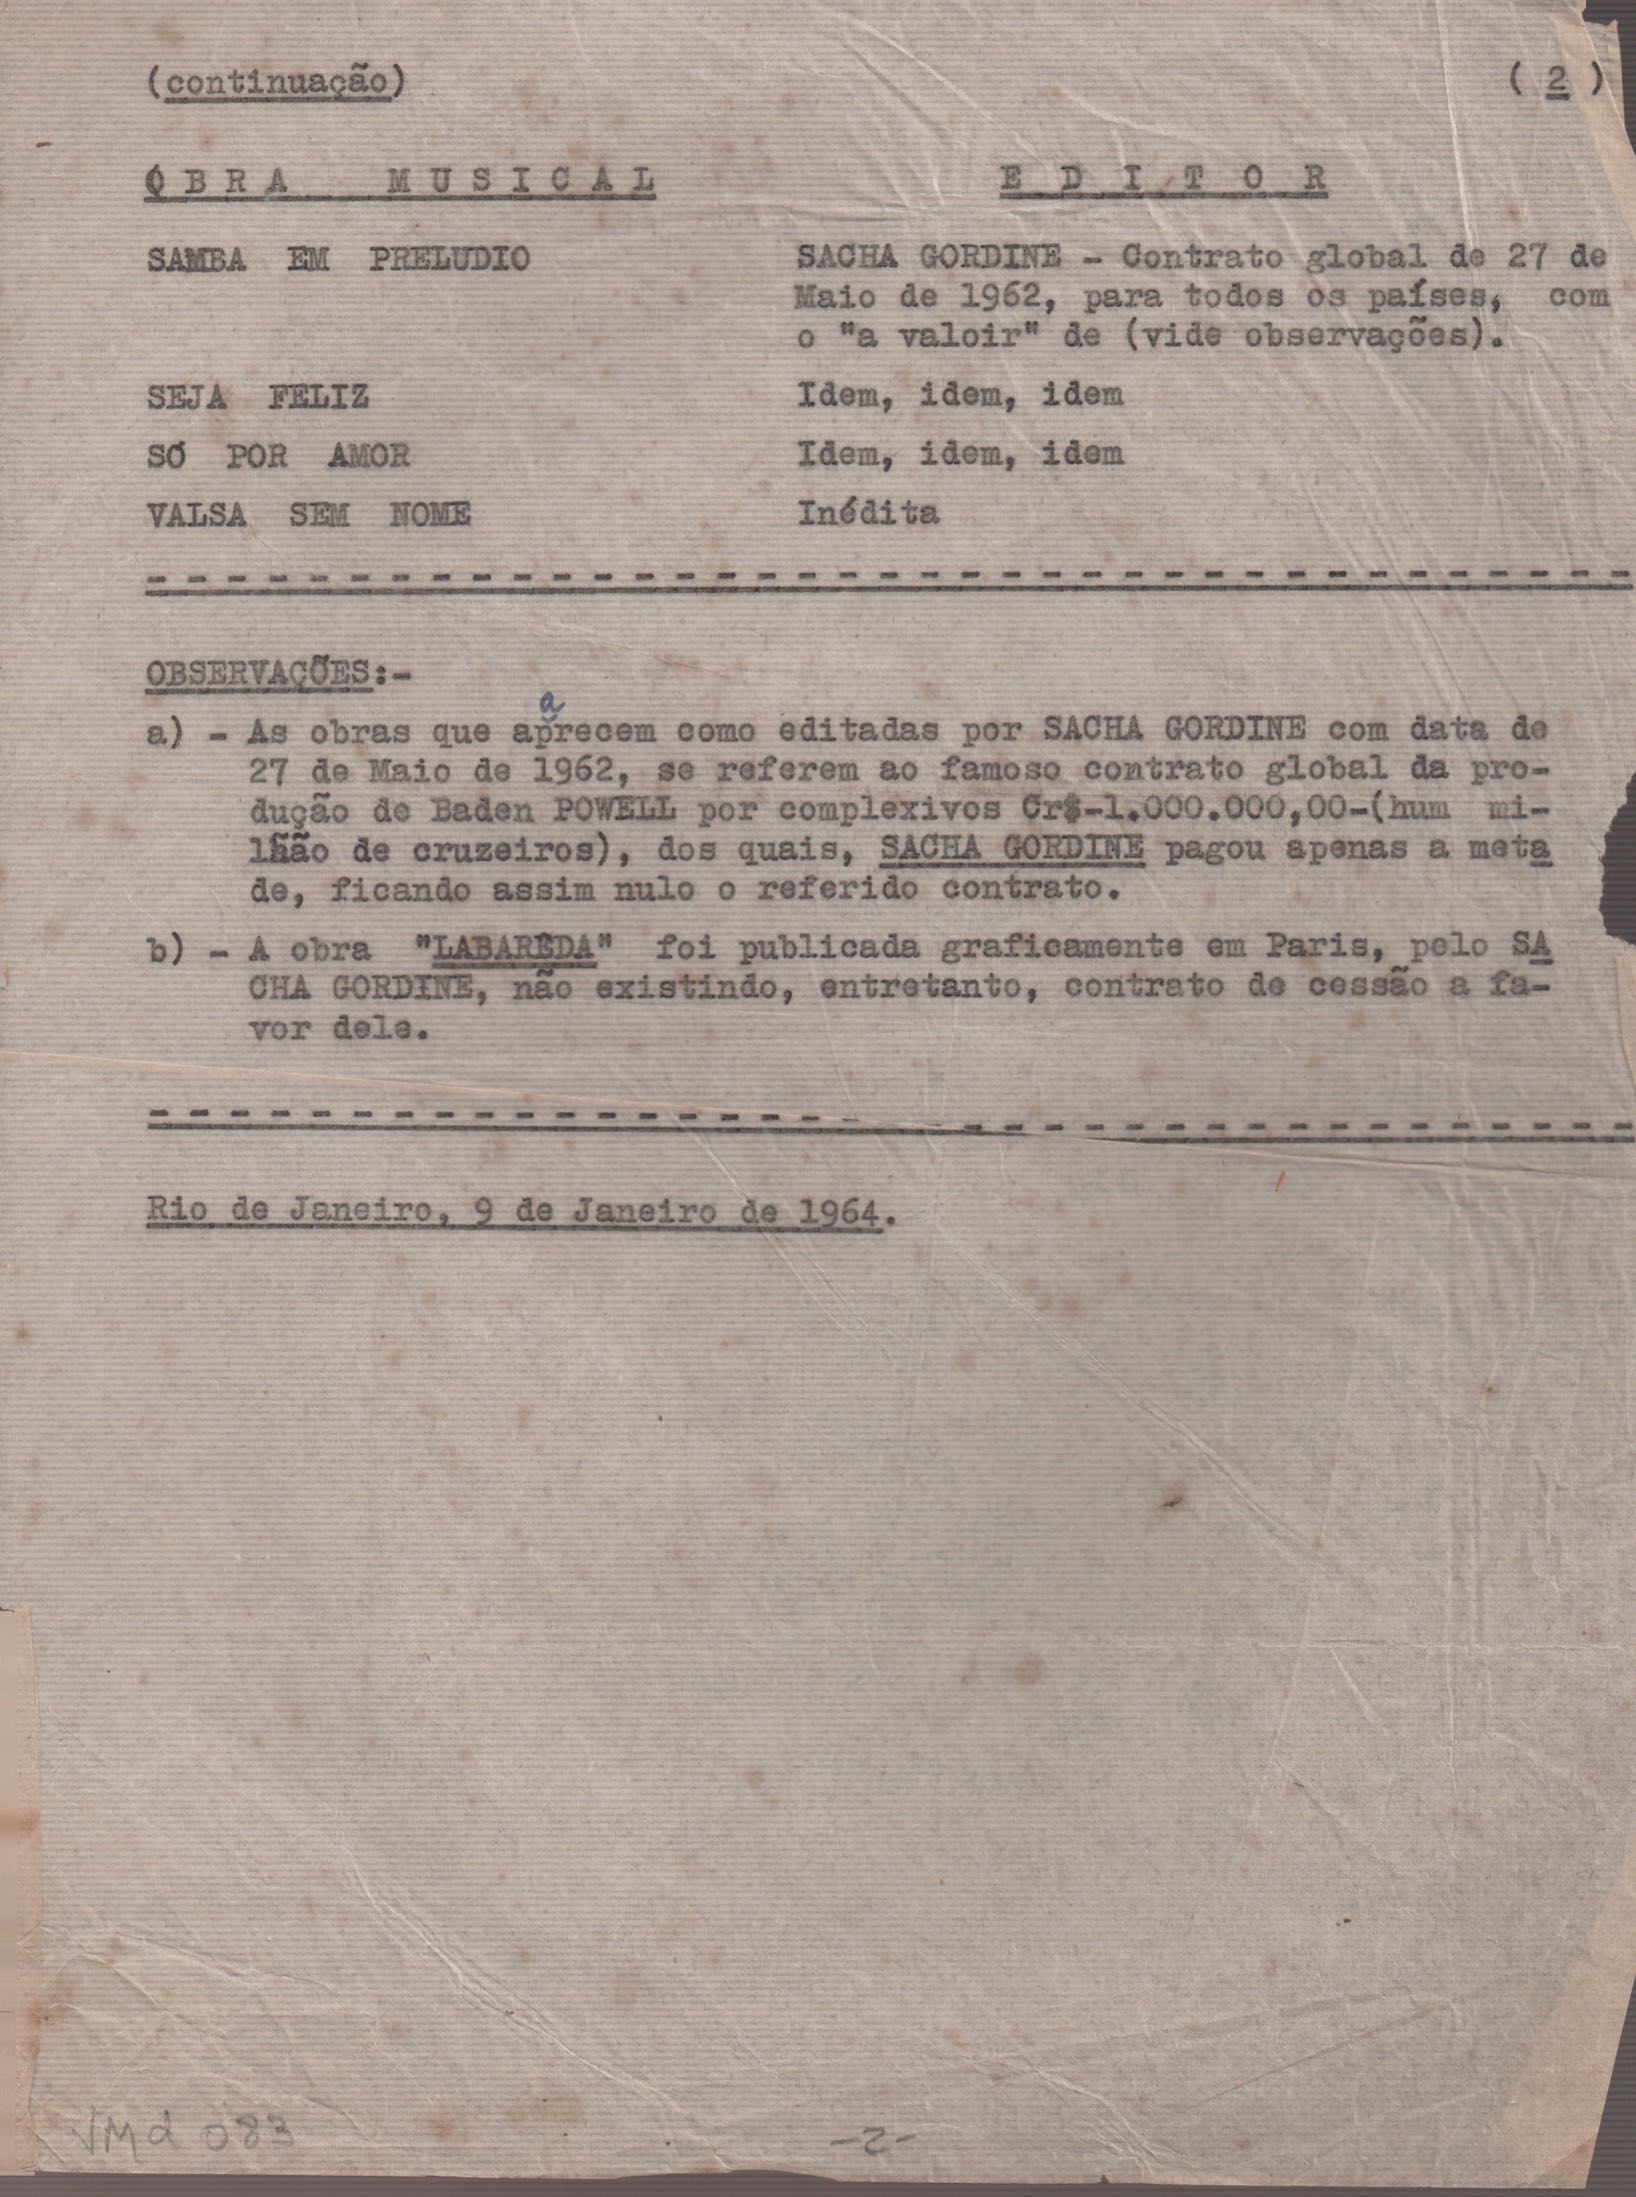 (continuação) ( 2 )
OBRA MUSICAL EDITOR
SAMBA EM PRELUDIO SACHA GORDINE - Contrato global de 27 de
Maio de 1962, para todos os países, com
o "a valoir" de (vide observações).
SEJA FELIZ Idem, idem, idem
SÓ POR AMOR Idem, idem, idem
VALSA SEM NOME Inédita
OBSERVAÇÕES:-
a) - As obras que aparecem como editadas por SACHA GORDINE com data de
27 de Maio de 1962, se referem ao famoso contrato global da pro-
dução de Baden POWELL por complexivos Cr$-1.000.000,00-(hum mi-
lhão de cruzeiros), dos quais, SACHA GORDINE pagou apenas a meta
de, ficando assim nulo o referido contrato.
b) - A obra "LABARÊDA" foi publicada graficamente em Paris, pelo SA
CHA GORDINE, não existindo, entretanto, contrato de cessão a fa-
vor dele.
Rio de Janeiro, 9 de Janeiro de 1964.
VMd 083 -2-